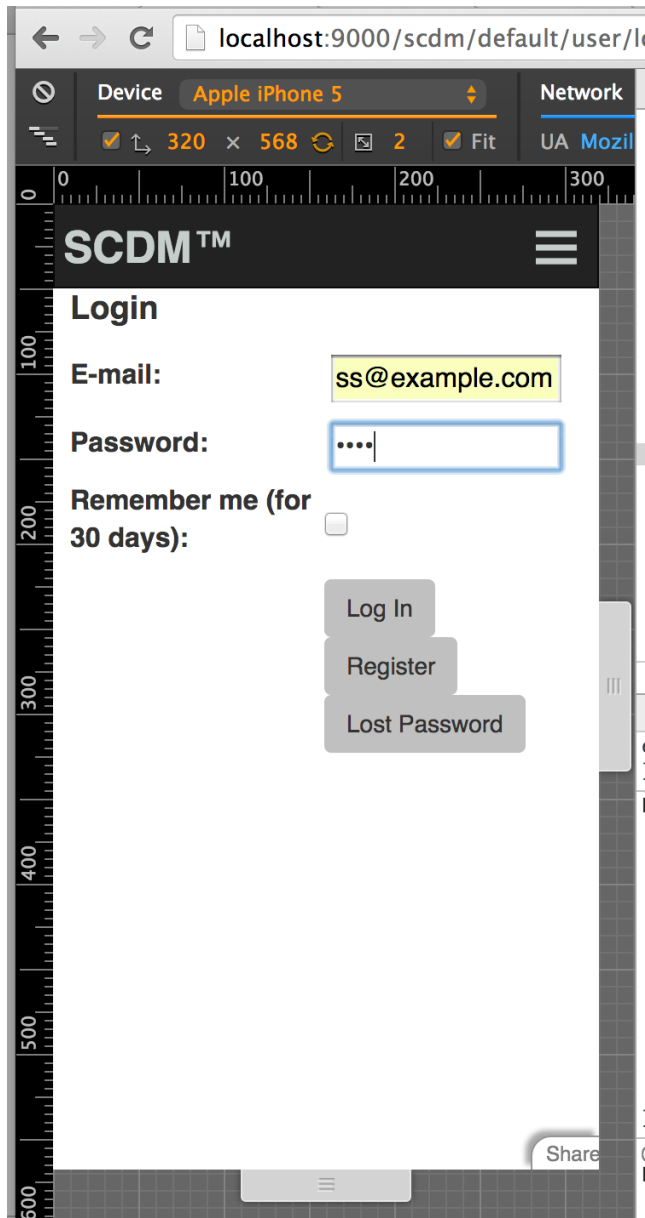 localhost:9000/scdm/default/user/l
Device Apple iPhone 5 Network
320 × 568 2 Fit UA Mozil
0 100 200 300
0
SCDM™
Login
100
E-mail: ss@example.com
Password: ••••
Remember me (for
30 days):
200
Log In
Register
300
Lost Password
400
500
Share
600